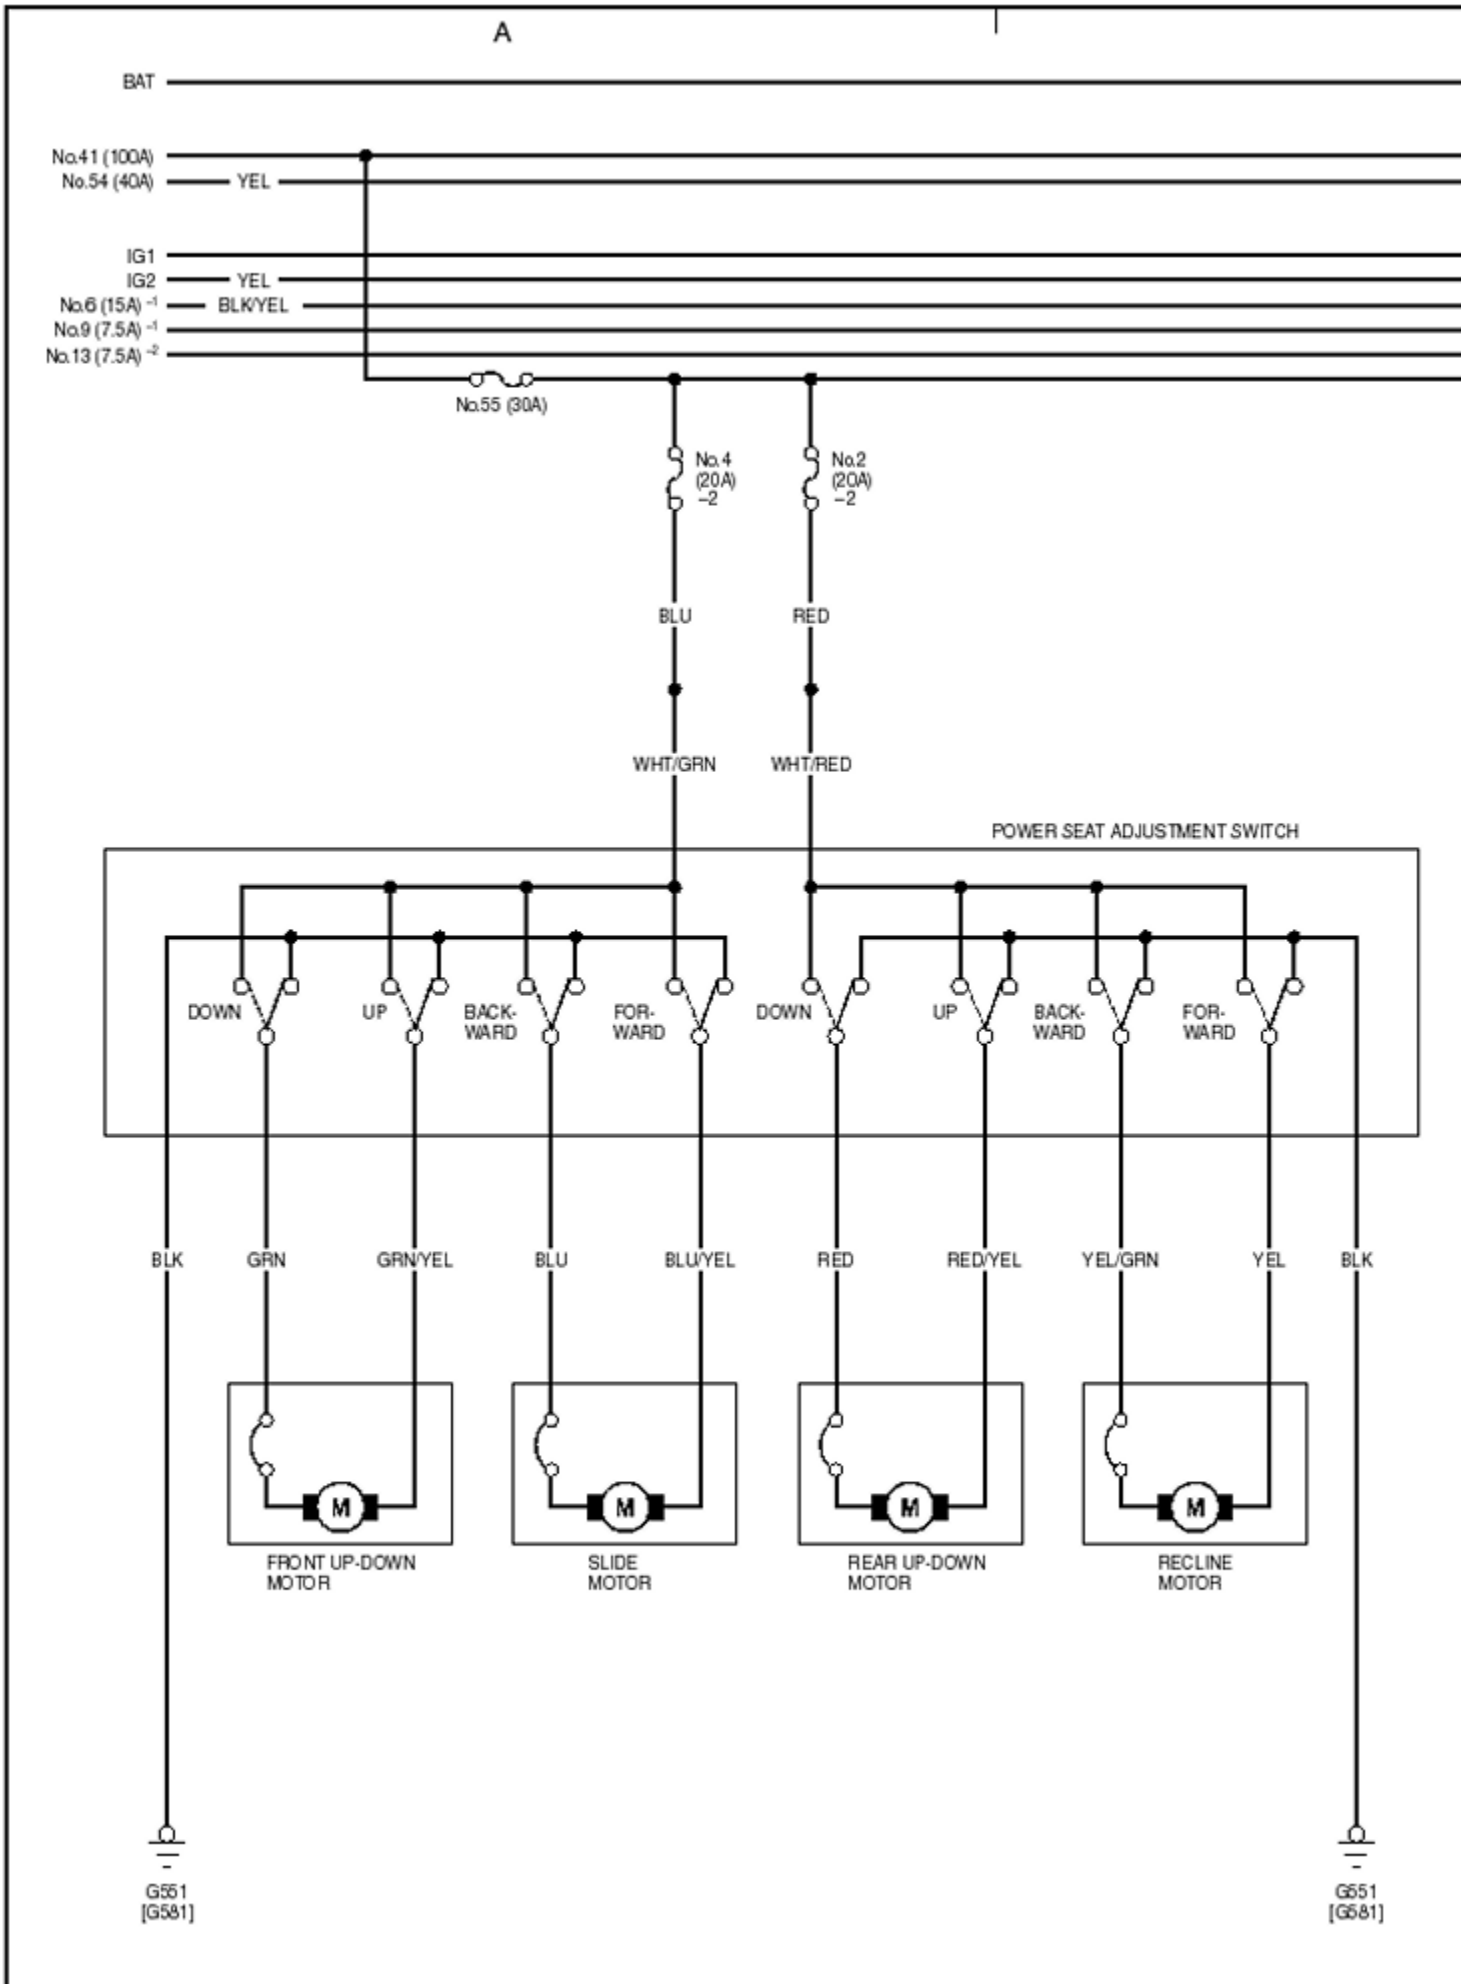 A
BAT
No.41 (100A)
No.54 (40A) YEL
IG1
IG2 YEL
No.6 (15A) -1 BLK/YEL
No.9 (7.5A) -1
No.13 (7.5A) -2
No.55 (30A)
No.4
(20A)
-2
No.2
(20A)
-2
BLU RED
WHT/GRN WHT/RED
POWER SEAT ADJUSTMENT SWITCH
DOWN
UP
BACK-
WARD
FOR-
WARD
DOWN
UP
BACK-
WARD
FOR-
WARD
BLK GRN GRN/YEL BLU BLU/YEL RED RED/YEL YEL/GRN YEL BLK
M M M M
FRONT UP-DOWN
MOTOR
SLIDE
MOTOR
REAR UP-DOWN
MOTOR
RECLINE
MOTOR
G551
[G581]
G551
[G581]